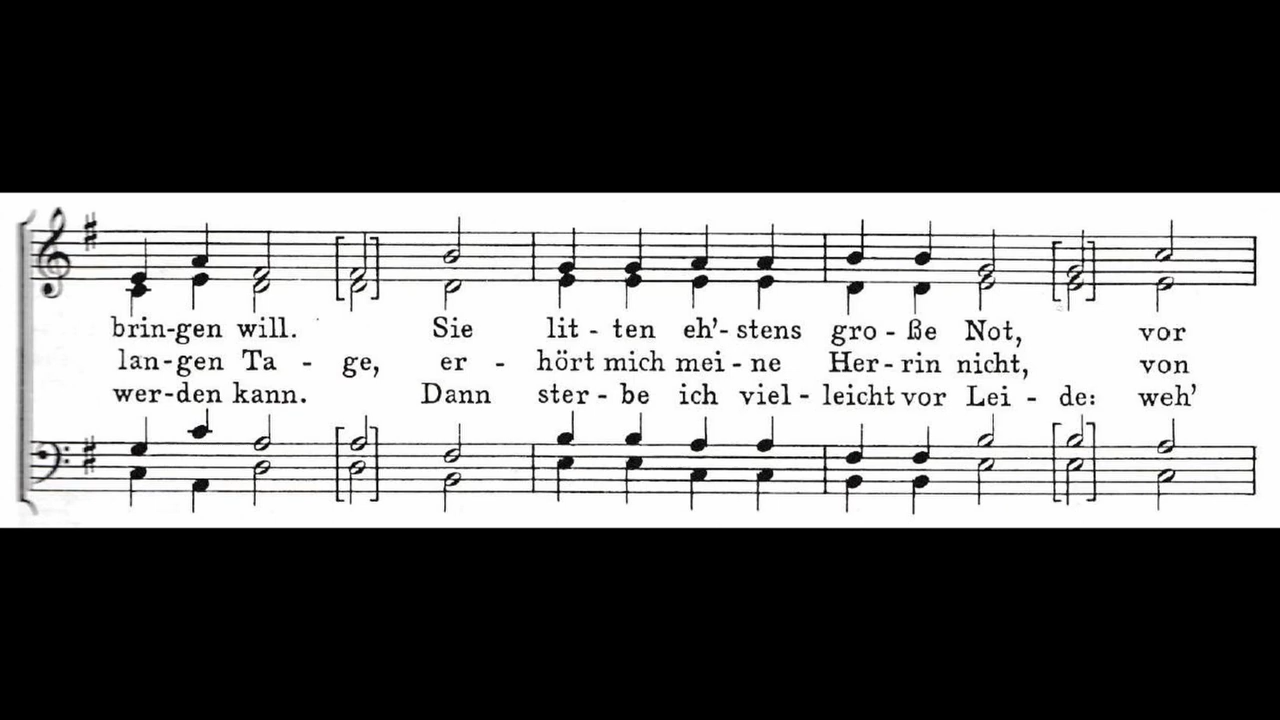 brin-gen will. Sie lit - ten eh'- stens gro - ße Not, vor
lan-gen Ta - ge, er - hört mich mei - ne Her - rin nicht, von
wer-den kann. Dann ster - be ich viel - leicht vor Lei - de: weh'